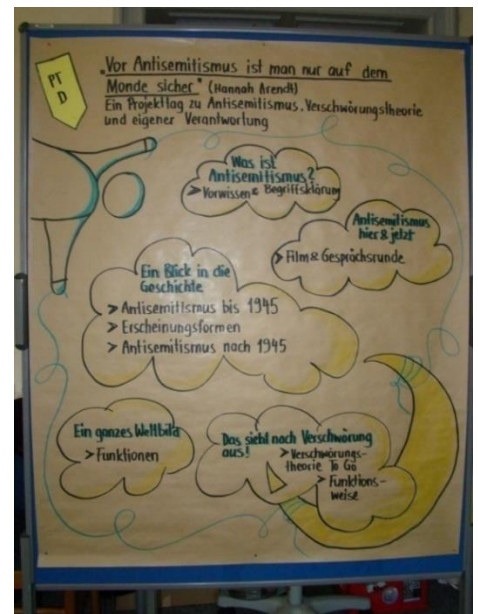 PT
D
„Vor Antisemitismus ist man nur auf dem
Monde sicher“ (Hannah Arendt)
Ein Projekttag zu Antisemitismus, Verschwörungstheorie
und eigener Verantwortung
Was ist
Antisemitismus?
> Vorwissen & Begriffsklärung
Antisemitismus
hier & jetzt
> Film & Gesprächsrunde
Ein Blick in die
Geschichte
> Antisemitismus bis 1945
> Erscheinungsformen
> Antisemitismus nach 1945
Ein ganzes Weltbild
> Funktionen
Das sieht nach Verschwörung
aus!
> Verschwörungs-
theorie To Go
> Funktions-
weise